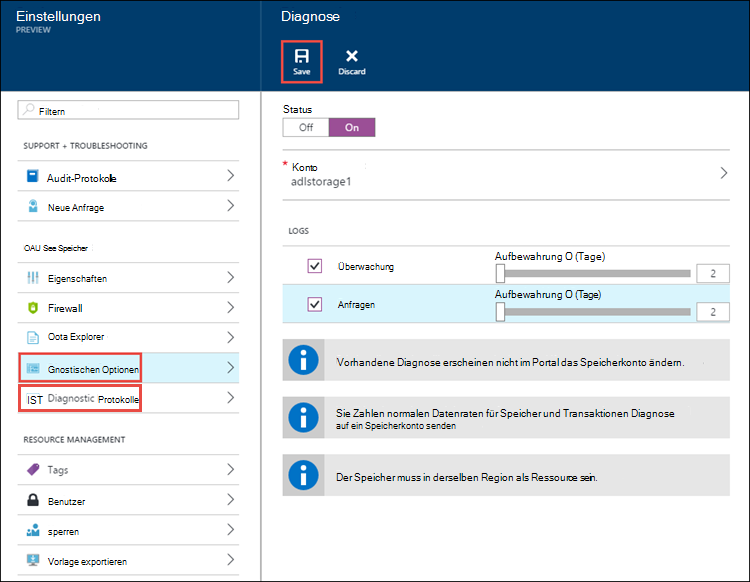 Einstellungen
PREVIEW
Filtern
SUPPORT + TROUBLESHOOTING
Audit-Protokolle
Neue Anfrage
OAU See Speicher
Eigenschaften
Firewall
Oota Explorer
Gnostischen Optionen
IST Diagnostic Protokolle
RESOURCE MANAGEMENT
Tags
Benutzer
sperren
Vorlage exportieren
Diagnose
Save
Discard
Status
Off On
* Konto
adlstorage1
LOGS
Überwachung
Aufbewahrung O (Tage)
2
Anfragen
Aufbewahrung O (Tage)
2
Vorhandene Diagnose erscheinen nicht im Portal das Speicherkonto ändern.
Sie Zahlen normalen Datenraten für Speicher und Transaktionen Diagnose
auf ein Speicherkonto senden
Der Speicher muss in derselben Region als Ressource sein.